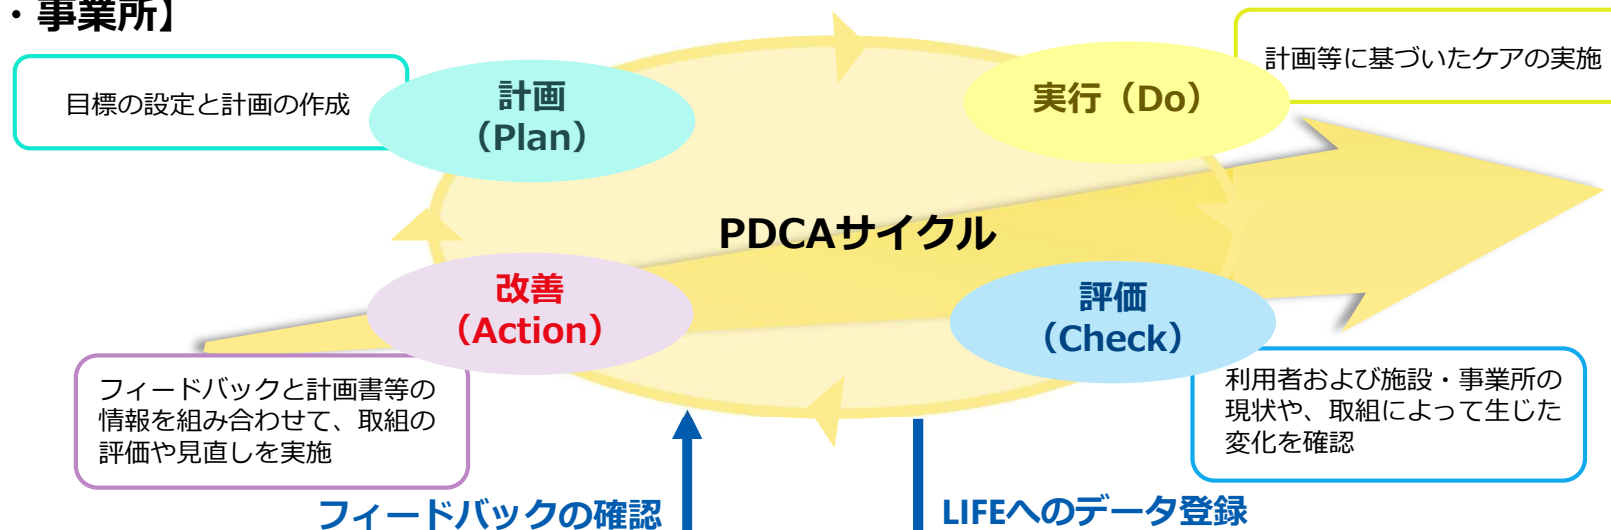 ・事業所】
目標の設定と計画の作成
計画
（Plan）
実行（Do）
計画等に基づいたケアの実施
PDCAサイクル
改善
（Action）
評価
（Check）
フィードバックと計画書等の
情報を組み合わせて、取組の
評価や見直しを実施
利用者および施設・事業所の
現状や、取組によって生じた
変化を確認
フィードバックの確認
LIFEへのデータ登録